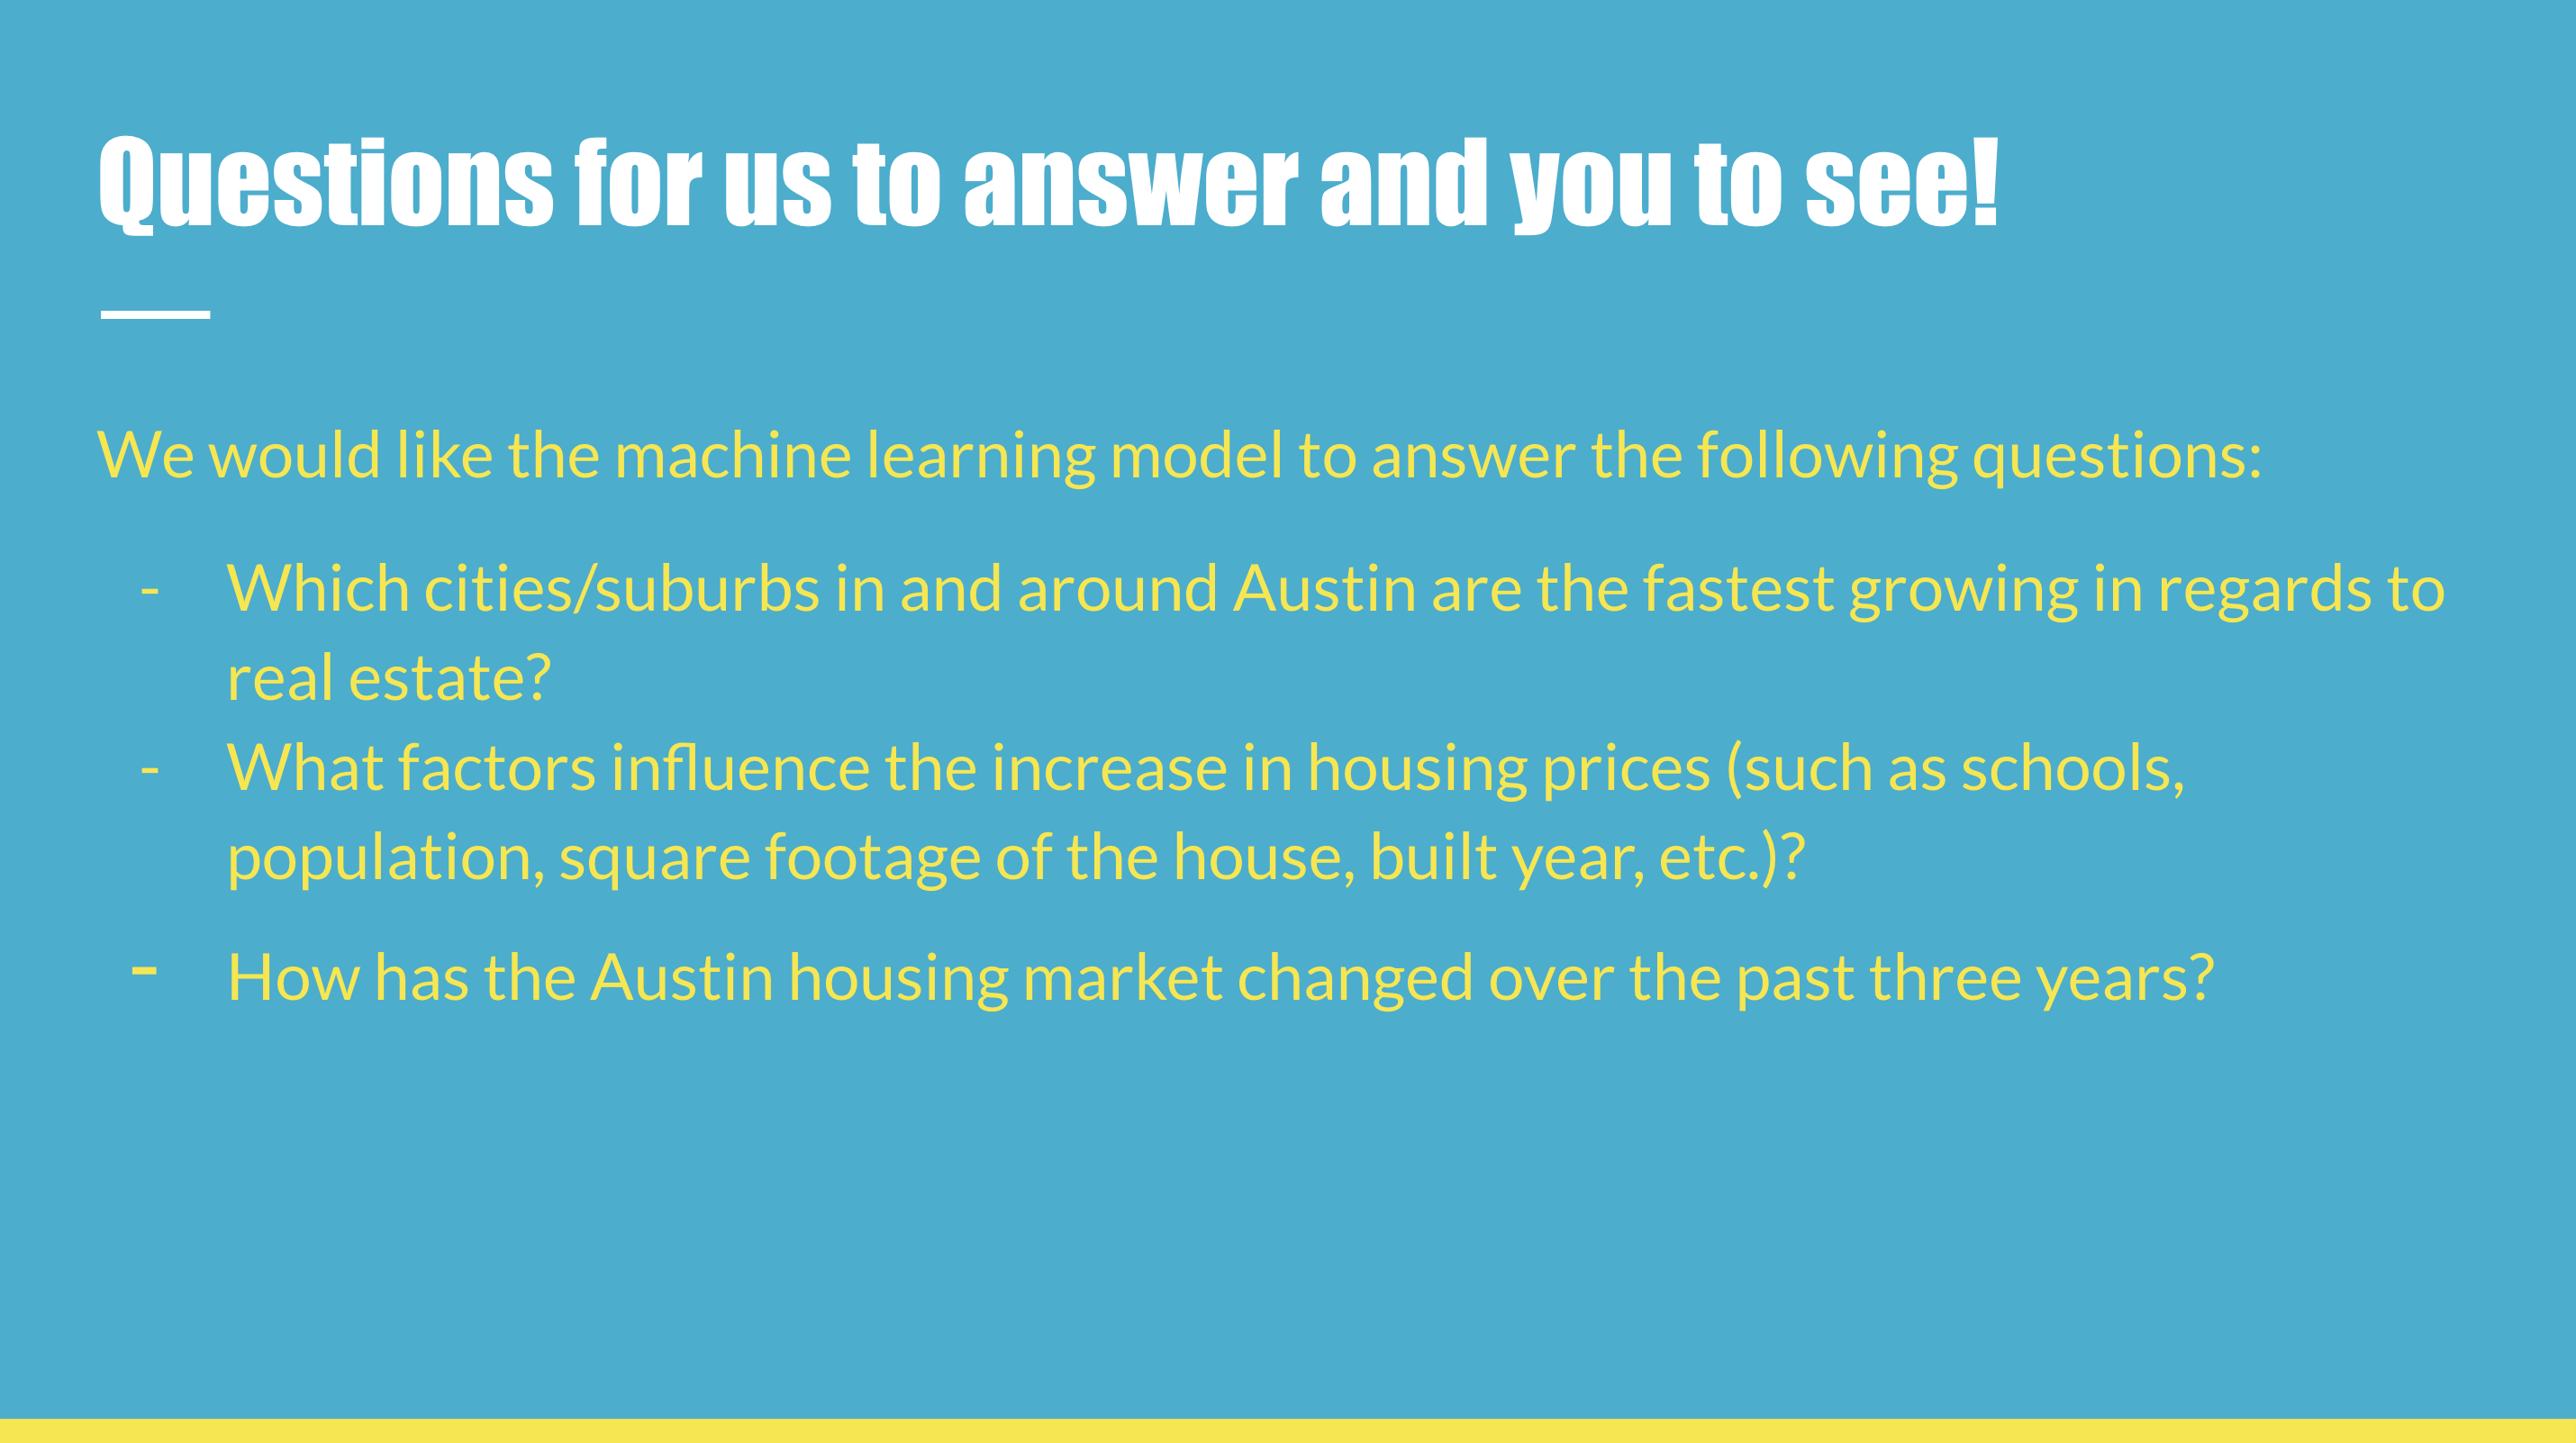 Questions for us to answer and you to see!
We would like the machine learning model to answer the following questions:
- Which cities/suburbs in and around Austin are the fastest growing in regards to
real estate?
- What factors influence the increase in housing prices (such as schools,
population, square footage of the house, built year, etc.)?
- How has the Austin housing market changed over the past three years?